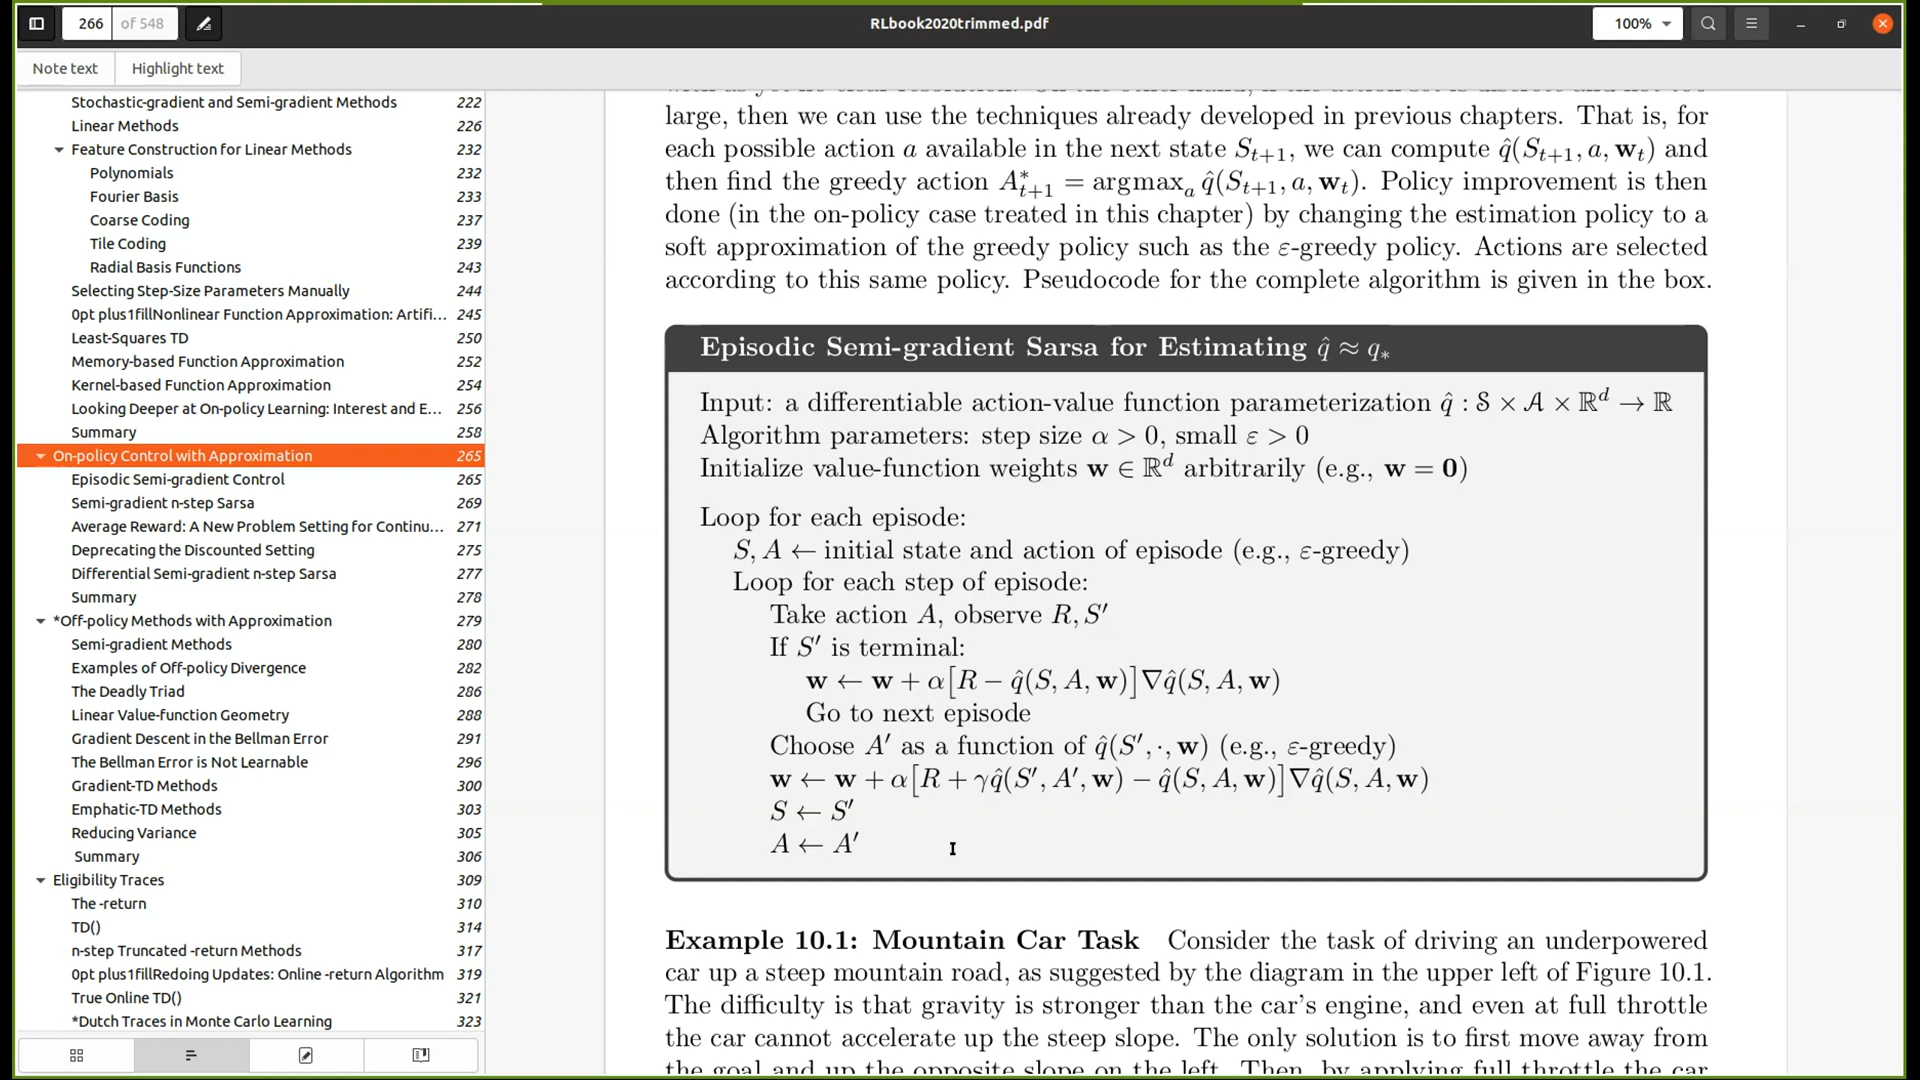 266 of 548
RLbook2020trimmed.pdf
100%
Note text
Highlight text
Stochastic-gradient and Semi-gradient Methods 222
Linear Methods 226
Feature Construction for Linear Methods 232
Polynomials 232
Fourier Basis 233
Coarse Coding 237
Tile Coding 239
Radial Basis Functions 243
Selecting Step-Size Parameters Manually 244
0pt plus1fillNonlinear Function Approximation: Artifi... 245
Least-Squares TD 250
Memory-based Function Approximation 252
Kernel-based Function Approximation 254
Looking Deeper at On-policy Learning: Interest and E... 256
Summary 258
On-policy Control with Approximation 265
Episodic Semi-gradient Control 265
Semi-gradient n-step Sarsa 269
Average Reward: A New Problem Setting for Continu... 271
Deprecating the Discounted Setting 275
Differential Semi-gradient n-step Sarsa 277
Summary 278
*Off-policy Methods with Approximation 279
Semi-gradient Methods 280
Examples of Off-policy Divergence 282
The Deadly Triad 286
Linear Value-function Geometry 288
Gradient Descent in the Bellman Error 291
The Bellman Error is Not Learnable 296
Gradient-TD Methods 300
Emphatic-TD Methods 303
Reducing Variance 305
Summary 306
Eligibility Traces 309
The -return 310
TD() 314
n-step Truncated -return Methods 317
0pt plus1fillRedoing Updates: Online -return Algorithm 319
True Online TD() 321
*Dutch Traces in Monte Carlo Learning 323
large, then we can use the techniques already developed in previous chapters. That is, for
each possible action a available in the next state Sₜ₊₁, we can compute q̂(Sₜ₊₁, a, wₜ) and
then find the greedy action A*ₜ₊₁ = argmaxₐ q̂(Sₜ₊₁, a, wₜ). Policy improvement is then
done (in the on-policy case treated in this chapter) by changing the estimation policy to a
soft approximation of the greedy policy such as the ε-greedy policy. Actions are selected
according to this same policy. Pseudocode for the complete algorithm is given in the box.
Episodic Semi-gradient Sarsa for Estimating q̂ ≈ q*
Input: a differentiable action-value function parameterization q̂ : S × A × ℝᵈ → ℝ
Algorithm parameters: step size α > 0, small ε > 0
Initialize value-function weights w ∈ ℝᵈ arbitrarily (e.g., w = 0)
Loop for each episode:
S, A ← initial state and action of episode (e.g., ε-greedy)
Loop for each step of episode:
Take action A, observe R, S′
If S′ is terminal:
w ← w + α[R − q̂(S, A, w)]∇q̂(S, A, w)
Go to next episode
Choose A′ as a function of q̂(S′, ·, w) (e.g., ε-greedy)
w ← w + α[R + γq̂(S′, A′, w) − q̂(S, A, w)]∇q̂(S, A, w)
S ← S′
A ← A′
Example 10.1: Mountain Car Task Consider the task of driving an underpowered
car up a steep mountain road, as suggested by the diagram in the upper left of Figure 10.1.
The difficulty is that gravity is stronger than the car's engine, and even at full throttle
the car cannot accelerate up the steep slope. The only solution is to first move away from
the goal and up the opposite slope on the left. Then, by applying full throttle the car